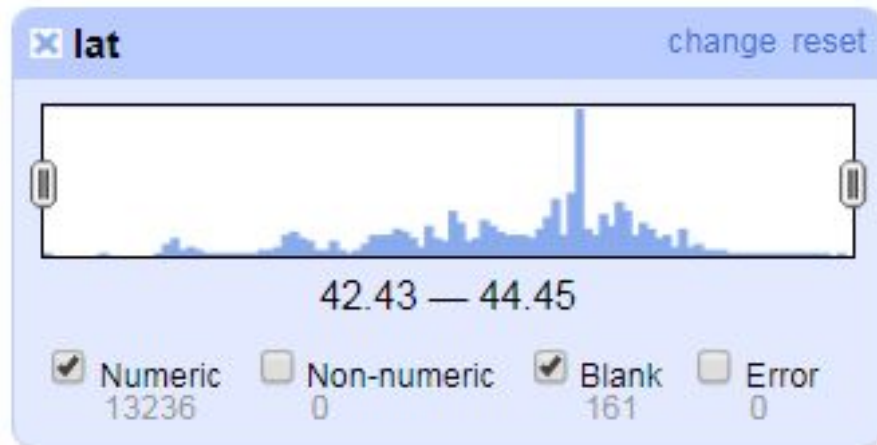 lat change reset
42.43 — 44.45
Numeric Non-numeric Blank Error
13236 0 161 0